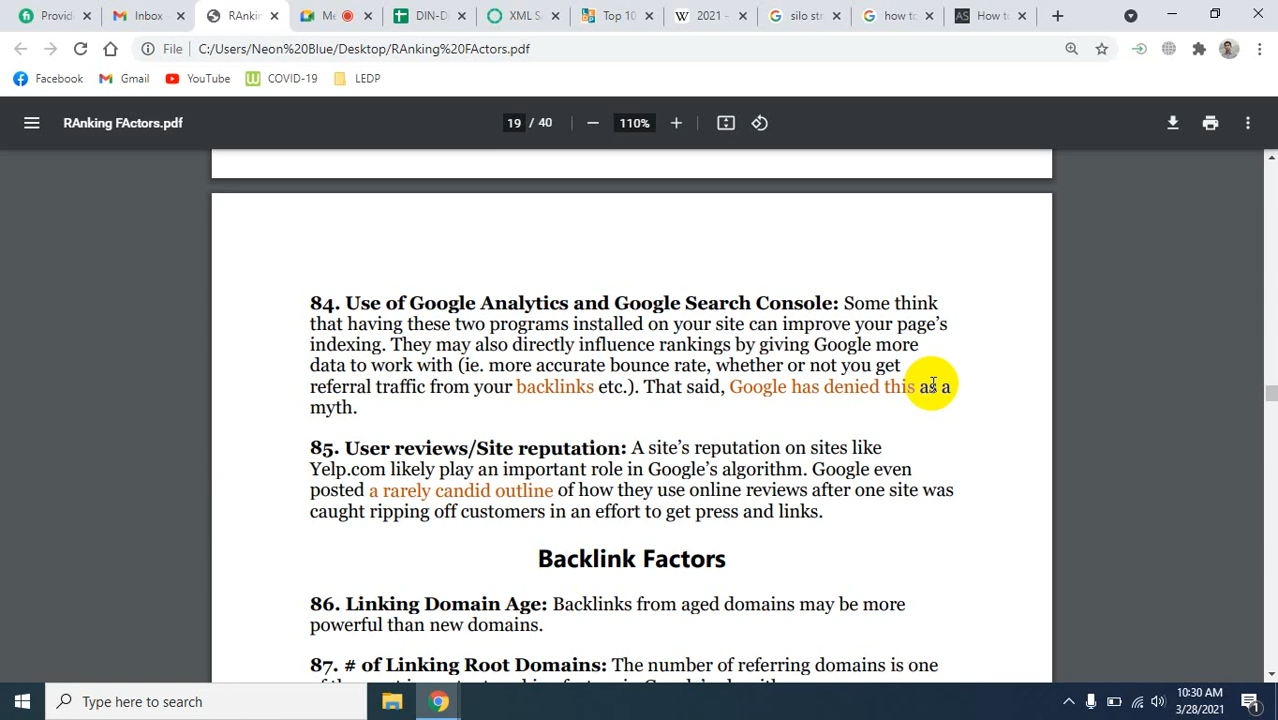 Provid
Inbox
RAnkin
Me
DIN-D
XML S
Top 10
2021 -
silo str
how to
How t
File C:/Users/Neon%20Blue/Desktop/RAnking%20FActors.pdf
Facebook Gmail YouTube COVID-19 LEDP
RAnking FActors.pdf 19 / 40 110%
84. Use of Google Analytics and Google Search Console: Some think
that having these two programs installed on your site can improve your page’s
indexing. They may also directly influence rankings by giving Google more
data to work with (ie. more accurate bounce rate, whether or not you get
referral traffic from your backlinks etc.). That said, Google has denied this as a
myth.
85. User reviews/Site reputation: A site’s reputation on sites like
Yelp.com likely play an important role in Google’s algorithm. Google even
posted a rarely candid outline of how they use online reviews after one site was
caught ripping off customers in an effort to get press and links.
Backlink Factors
86. Linking Domain Age: Backlinks from aged domains may be more
powerful than new domains.
87. # of Linking Root Domains: The number of referring domains is one
Type here to search
10:30 AM
3/28/2021